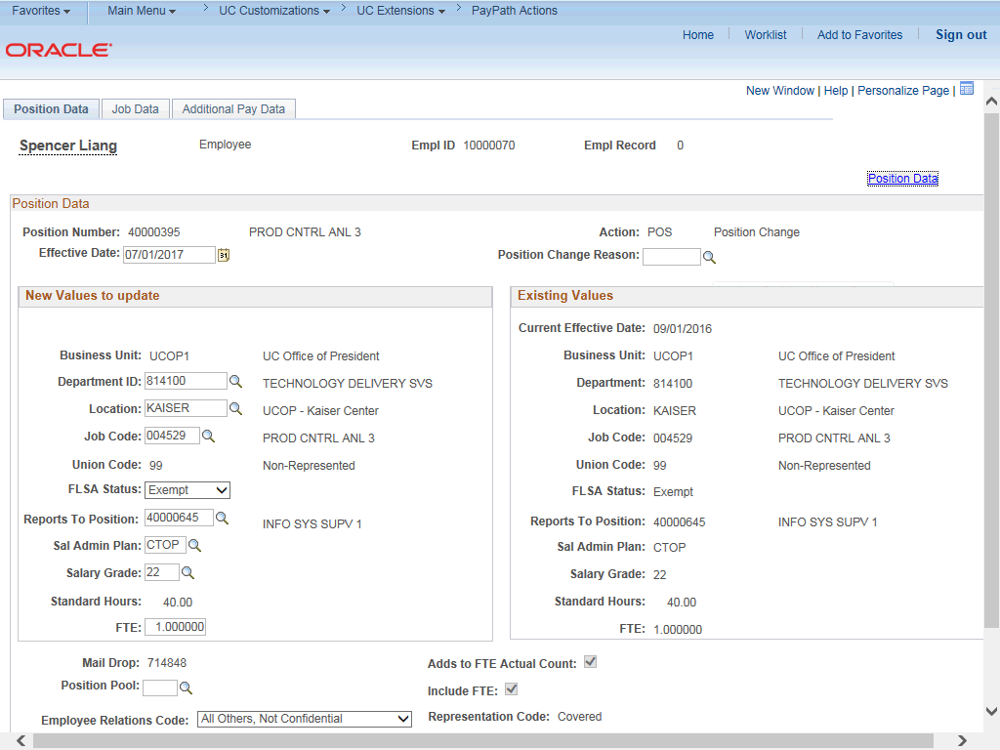 Favorites Main Menu > UC Customizations > UC Extensions > PayPath Actions
Home Worklist Add to Favorites Sign out
ORACLE
New Window | Help | Personalize Page |
Position Data Job Data Additional Pay Data
Spencer Liang Employee Empl ID 10000070 Empl Record 0
Position Data
Position Data
Position Number: 40000395 PROD CNTRL ANL 3 Action: POS Position Change
Effective Date: 07/01/2017 31 Position Change Reason:
New Values to update
Business Unit: UCOP1 UC Office of President
Department ID: 814100 TECHNOLOGY DELIVERY SVS
Location: KAISER UCOP - Kaiser Center
Job Code: 004529 PROD CNTRL ANL 3
Union Code: 99 Non-Represented
FLSA Status: Exempt
Reports To Position: 40000645 INFO SYS SUPV 1
Sal Admin Plan: CTOP
Salary Grade: 22
Standard Hours: 40.00
FTE: 1.000000
Existing Values
Current Effective Date: 09/01/2016
Business Unit: UCOP1 UC Office of President
Department: 814100 TECHNOLOGY DELIVERY SVS
Location: KAISER UCOP - Kaiser Center
Job Code: 004529 PROD CNTRL ANL 3
Union Code: 99 Non-Represented
FLSA Status: Exempt
Reports To Position: 40000645 INFO SYS SUPV 1
Sal Admin Plan: CTOP
Salary Grade: 22
Standard Hours: 40.00
FTE: 1.000000
Mail Drop: 714848 Adds to FTE Actual Count:
Position Pool: Include FTE:
Employee Relations Code: All Others, Not Confidential Representation Code: Covered